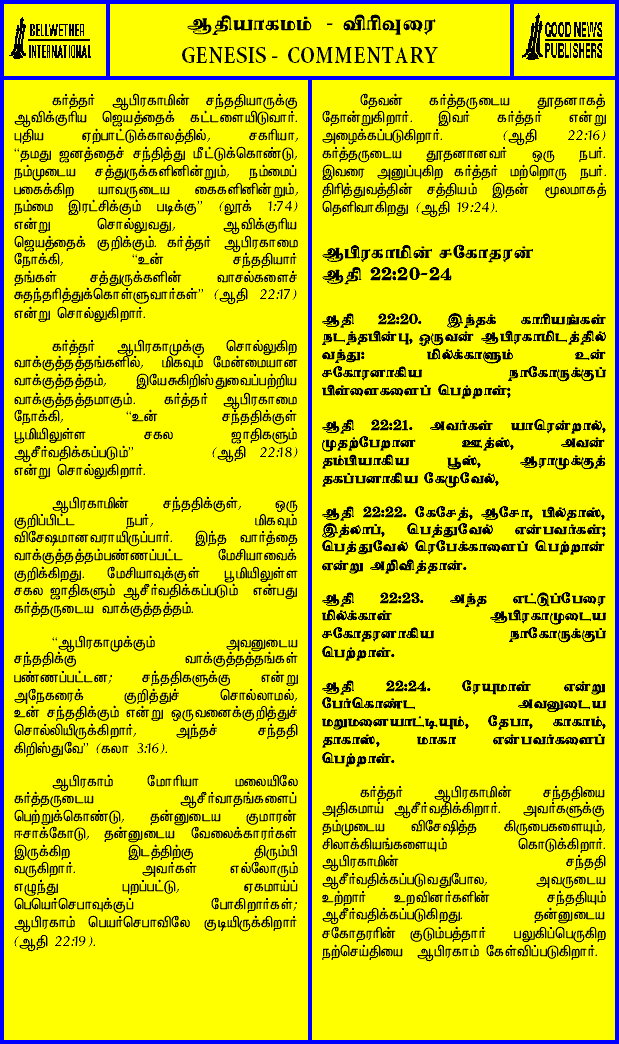 BELLWETHER
INTERNATIONAL
ஆதியாகமம் - விரிவுரை
GENESIS - COMMENTARY
GOOD NEWS
PUBLISHERS
கர்த்தர் ஆபிரகாமின் சந்ததியாருக்கு
ஆவிக்குரிய ஜெயத்தைக் கட்டளையிடுவார்.
புதிய ஏற்பாட்டுக்காலத்தில், சகரியா,
“தமது ஜனத்தைச் சந்தித்து மீட்டுக்கொண்டு,
நம்முடைய சத்துருக்களினின்றும், நம்மைப்
பகைக்கிற யாவருடைய கைகளினின்றும்,
நம்மை இரட்சிக்கும் படிக்கு” (லூக் 1:74)
என்று சொல்லுவது, ஆவிக்குரிய
ஜெயத்தைக் குறிக்கும். கர்த்தர் ஆபிரகாமை
நோக்கி, “உன் சந்ததியார்
தங்கள் சத்துருக்களின் வாசல்களைச்
சுதந்தரித்துக்கொள்ளுவார்கள்” (ஆதி 22:17)
என்று சொல்லுகிறார்.
கர்த்தர் ஆபிரகாமுக்கு சொல்லுகிற
வாக்குத்தத்தங்களில், மிகவும் மேன்மையான
வாக்குத்தத்தம், இயேசுகிறிஸ்துவைப்பற்றிய
வாக்குத்தத்தமாகும். கர்த்தர் ஆபிரகாமை
நோக்கி, “உன் சந்ததிக்குள்
பூமியிலுள்ள சகல ஜாதிகளும்
ஆசீர்வதிக்கப்படும்” (ஆதி 22:18)
என்று சொல்லுகிறார்.
ஆபிரகாமின் சந்ததிக்குள், ஒரு
குறிப்பிட்ட நபர், மிகவும்
விசேஷமானவராயிருப்பார். இந்த வார்த்தை
வாக்குத்தத்தம்பண்ணப்பட்ட மேசியாவைக்
குறிக்கிறது. மேசியாவுக்குள் பூமியிலுள்ள
சகல ஜாதிகளும் ஆசீர்வதிக்கப்படும் என்பது
கர்த்தருடைய வாக்குத்தத்தம்.
“ஆபிரகாமுக்கும் அவனுடைய
சந்ததிக்கு வாக்குத்தத்தங்கள்
பண்ணப்பட்டன; சந்ததிகளுக்கு என்று
அநேகரைக் குறித்துச் சொல்லாமல்,
உன் சந்ததிக்கும் என்று ஒருவனைக்குறித்துச்
சொல்லியிருக்கிறார், அந்தச் சந்ததி
கிறிஸ்துவே” (கலா 3:16).
ஆபிரகாம் மோரியா மலையிலே
கர்த்தருடைய ஆசீர்வாதங்களைப்
பெற்றுக்கொண்டு, தன்னுடைய குமாரன்
ஈசாக்கோடு, தன்னுடைய வேலைக்காரர்கள்
இருக்கிற இடத்திற்கு திரும்பி
வருகிறார். அவர்கள் எல்லோரும்
எழுந்து புறப்பட்டு, ஏகமாய்ப்
பெயெர்செபாவுக்குப் போகிறார்கள்;
ஆபிரகாம் பெயர்செபாவிலே குடியிருக்கிறார்
(ஆதி 22:19).
தேவன் கர்த்தருடைய தூதனாகத்
தோன்றுகிறார். இவர் கர்த்தர் என்று
அழைக்கப்படுகிறார். (ஆதி 22:16)
கர்த்தருடைய தூதனானவர் ஒரு நபர்.
இவரை அனுப்புகிற கர்த்தர் மற்றொரு நபர்.
திரித்துவத்தின் சத்தியம் இதன் மூலமாகத்
தெளிவாகிறது (ஆதி 19:24).
ஆபிரகாமின் சகோதரன்
ஆதி 22:20-24
ஆதி 22:20. இந்தக் காரியங்கள்
நடந்தபின்பு, ஒருவன் ஆபிரகாமிடத்தில்
வந்து: மில்க்காளும் உன்
சகோரனாகிய நாகோருக்குப்
பிள்ளைகளைப் பெற்றாள்;
ஆதி 22:21. அவர்கள் யாரென்றால்,
முதற்பேறான ஊத்ஸ், அவன்
தம்பியாகிய பூஸ், ஆராமுக்குத்
தகப்பனாகிய கேமுவேல்,
ஆதி 22:22. கேசேத், ஆசோ, பில்தாஸ்,
இத்லாப், பெத்துவேல் என்பவர்கள்;
பெத்துவேல் ரெபேக்காளைப் பெற்றான்
என்று அறிவித்தான்.
ஆதி 22:23. அந்த எட்டுப்பேரை
மில்க்காள் ஆபிரகாமுடைய
சகோதரனாகிய நாகோருக்குப்
பெற்றாள்.
ஆதி 22:24. ரேயுமாள் என்று
பேர்கொண்ட அவனுடைய
மறுமனையாட்டியும், தேபா, காகாம்,
தாகாஸ், மாகா என்பவர்களைப்
பெற்றாள்.
கர்த்தர் ஆபிரகாமின் சந்ததியை
அதிகமாய் ஆசீர்வதிக்கிறார். அவர்களுக்கு
தம்முடைய விசேஷித்த கிருபைகளையும்,
சிலாக்கியங்களையும் கொடுக்கிறார்.
ஆபிரகாமின் சந்ததி
ஆசீர்வதிக்கப்படுவதுபோல, அவருடைய
உற்றார் உறவினர்களின் சந்ததியும்
ஆசீர்வதிக்கப்படுகிறது. தன்னுடைய
சகோதரரின் குடும்பத்தார் பலுகிப்பெருகிற
நற்செய்தியை ஆபிரகாம் கேள்விப்படுகிறார்.